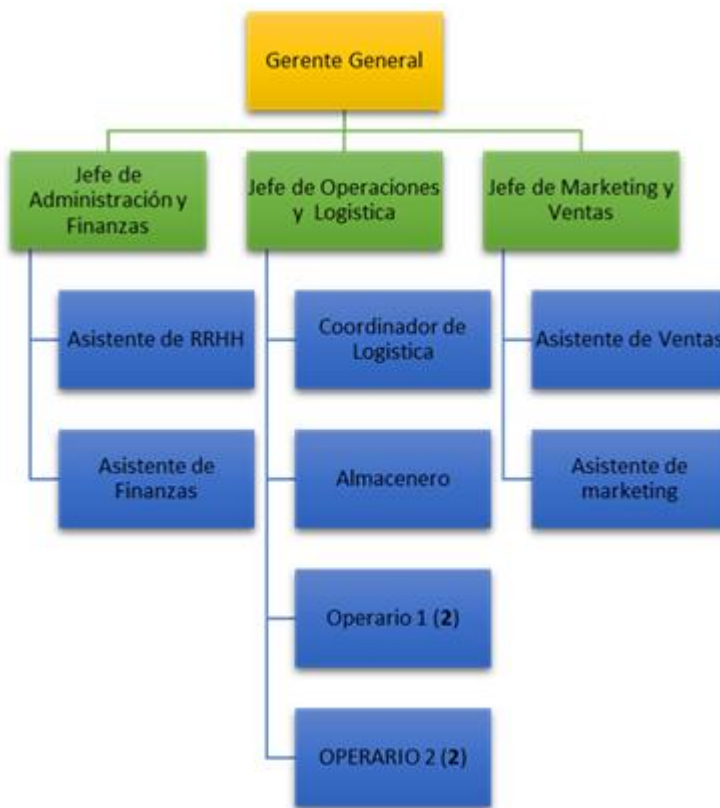 Gerente General
Jefe de
Administración y
Finanzas
Jefe de Operaciones
y Logistica
Jefe de Marketing y
Ventas
Asistente de RRHH
Asistente de
Finanzas
Coordinador de
Logistica
Almacenero
Operario 1 (2)
OPERARIO 2 (2)
Asistente de Ventas
Asistente de
marketing